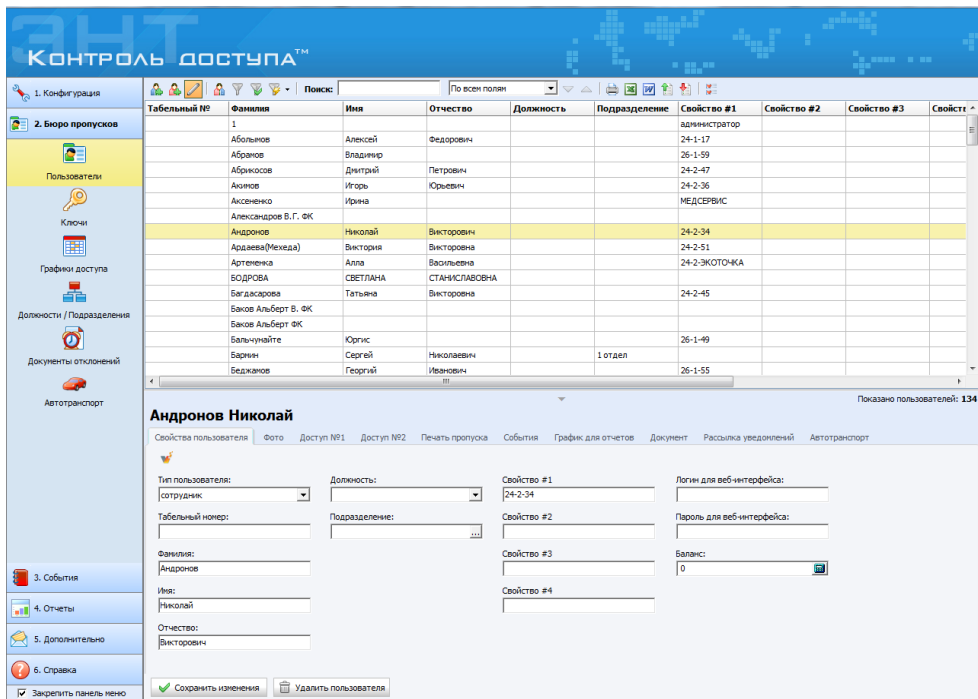 ЭНТ
КОНТРОЛЬ ДОСТУПА™
1. Конфигурация
2. Бюро пропусков
Пользователи
Ключи
Графики доступа
Должности / Подразделения
Документы отклонений
Автотранспорт
3. События
4. Отчеты
5. Дополнительно
6. Справка
Закрепить панель меню
Поиск: По всем полям
Табельный № Фамилия Имя Отчество Должность Подразделение Свойство #1 Свойство #2 Свойство #3 Свойств
1 администратор
Аболымов Алексей Федорович 24-1-17
Абрамов Владимир 26-1-59
Абрикосов Дмитрий Петрович 24-2-47
Акимов Игорь Юрьевич 24-2-36
Аксененко Ирина МЕДСЕРВИС
Александров В.Г. ФК
Андронов Николай Викторович 24-2-34
Ардаева(Мехеда) Виктория Викторовна 24-2-51
Артеменка Алла Васильевна 24-2-ЭКОТОЧКА
БОДРОВА СВЕТЛАНА СТАНИСЛАВОВНА
Багдасарова Татьяна Викторовна 24-2-45
Баков Альберт В. ФК
Баков Альберт ФК
Бальчунайте Юргис 26-1-49
Бармин Сергей Николаевич 1 отдел
Беджамов Георгий Иванович 26-1-55
Показано пользователей: 134
Андронов Николай
Свойства пользователя Фото Доступ №1 Доступ №2 Печать пропуска События График для отчетов Документ Рассылка уведомлений Автотранспорт
Тип пользователя: Должность: Свойство #1 Логин для веб-интерфейса:
сотрудник 24-2-34
Табельный номер: Подразделение: Свойство #2 Пароль для веб-интерфейса:
...
Фамилия: Свойство #3 Баланс:
Андронов 0
Имя: Свойство #4
Николай
Отчество:
Викторович
Сохранить изменения Удалить пользователя